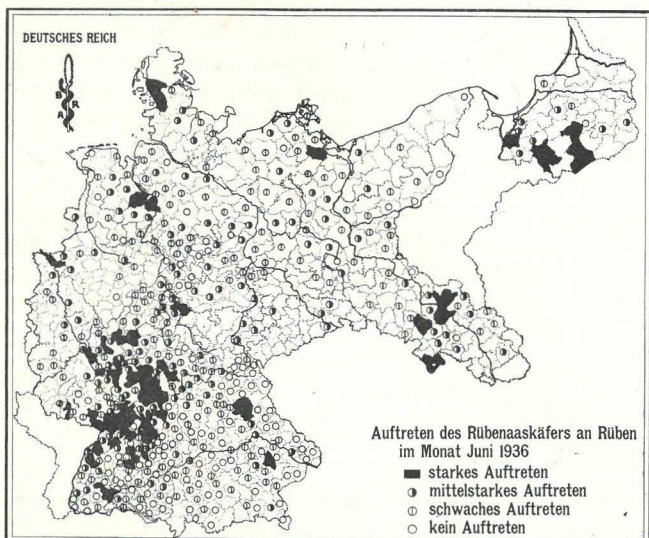 DEUTSCHES REICH
B
R
A
Auftreten des Rübenaaskäfers an Rüben
im Monat Juni 1936
starkes Auftreten
mittelstarkes Auftreten
schwaches Auftreten
kein Auftreten